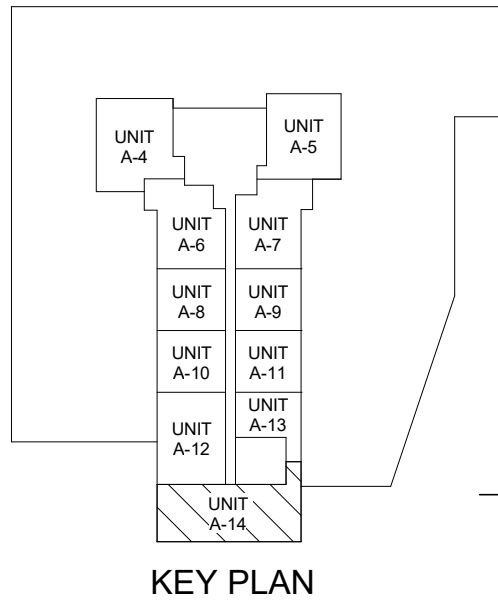 UNIT
A-4
UNIT
A-5
UNIT
A-6
UNIT
A-7
UNIT
A-8
UNIT
A-9
UNIT
A-10
UNIT
A-11
UNIT
A-12
UNIT
A-13
UNIT
A-14
KEY PLAN